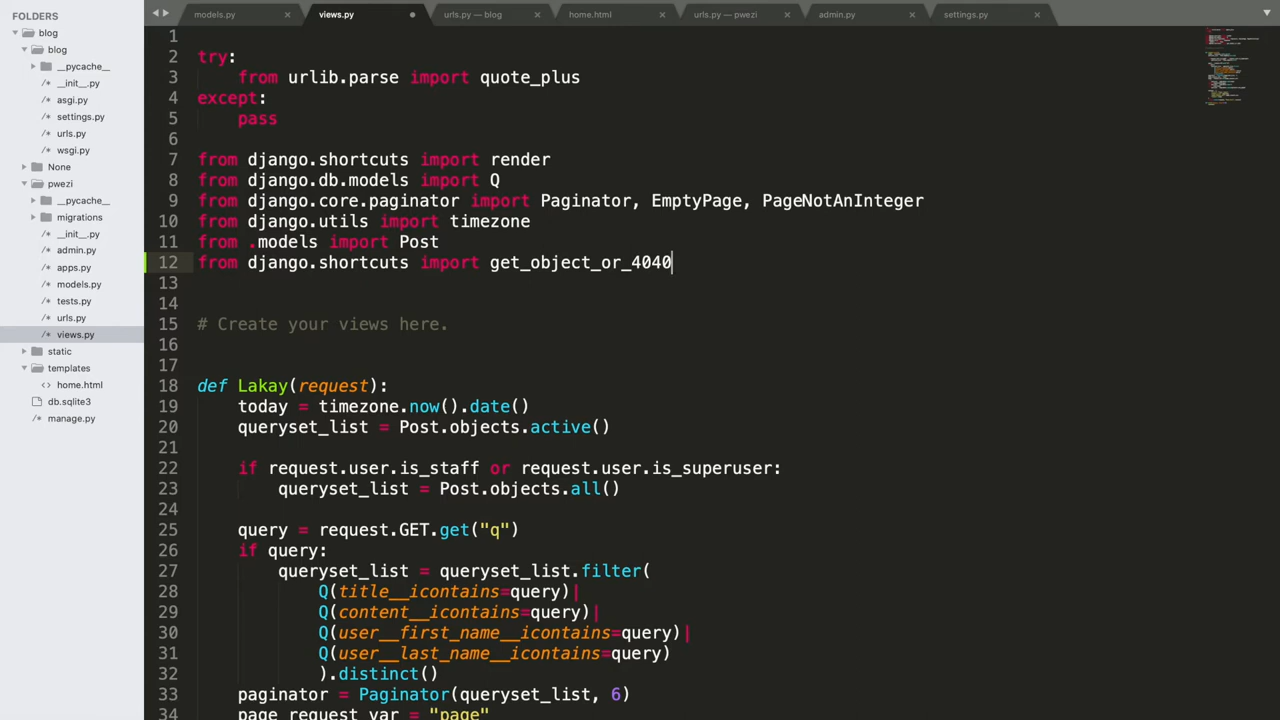 FOLDERS
blog
blog
__pycache__
__init__.py
asgi.py
settings.py
urls.py
wsgi.py
None
pwezi
__pycache__
migrations
__init__.py
admin.py
apps.py
models.py
tests.py
urls.py
views.py
static
templates
home.html
db.sqlite3
manage.py
models.py
views.py
urls.py — blog
home.html
urls.py — pwezi
admin.py
settings.py
1
2 try:
3 from urlib.parse import quote_plus
4 except:
5 pass
6
7 from django.shortcuts import render
8 from django.db.models import Q
9 from django.core.paginator import Paginator, EmptyPage, PageNotAnInteger
10 from django.utils import timezone
11 from .models import Post
12 from django.shortcuts import get_object_or_4040
13
14
15 # Create your views here.
16
17
18 def Lakay(request):
19 today = timezone.now().date()
20 queryset_list = Post.objects.active()
21
22 if request.user.is_staff or request.user.is_superuser:
23 queryset_list = Post.objects.all()
24
25 query = request.GET.get("q")
26 if query:
27 queryset_list = queryset_list.filter(
28 Q(title__icontains=query)|
29 Q(content__icontains=query)|
30 Q(user__first_name__icontains=query)|
31 Q(user__last_name__icontains=query)
32 ).distinct()
33 paginator = Paginator(queryset_list, 6)
34 page_request_var = "page"